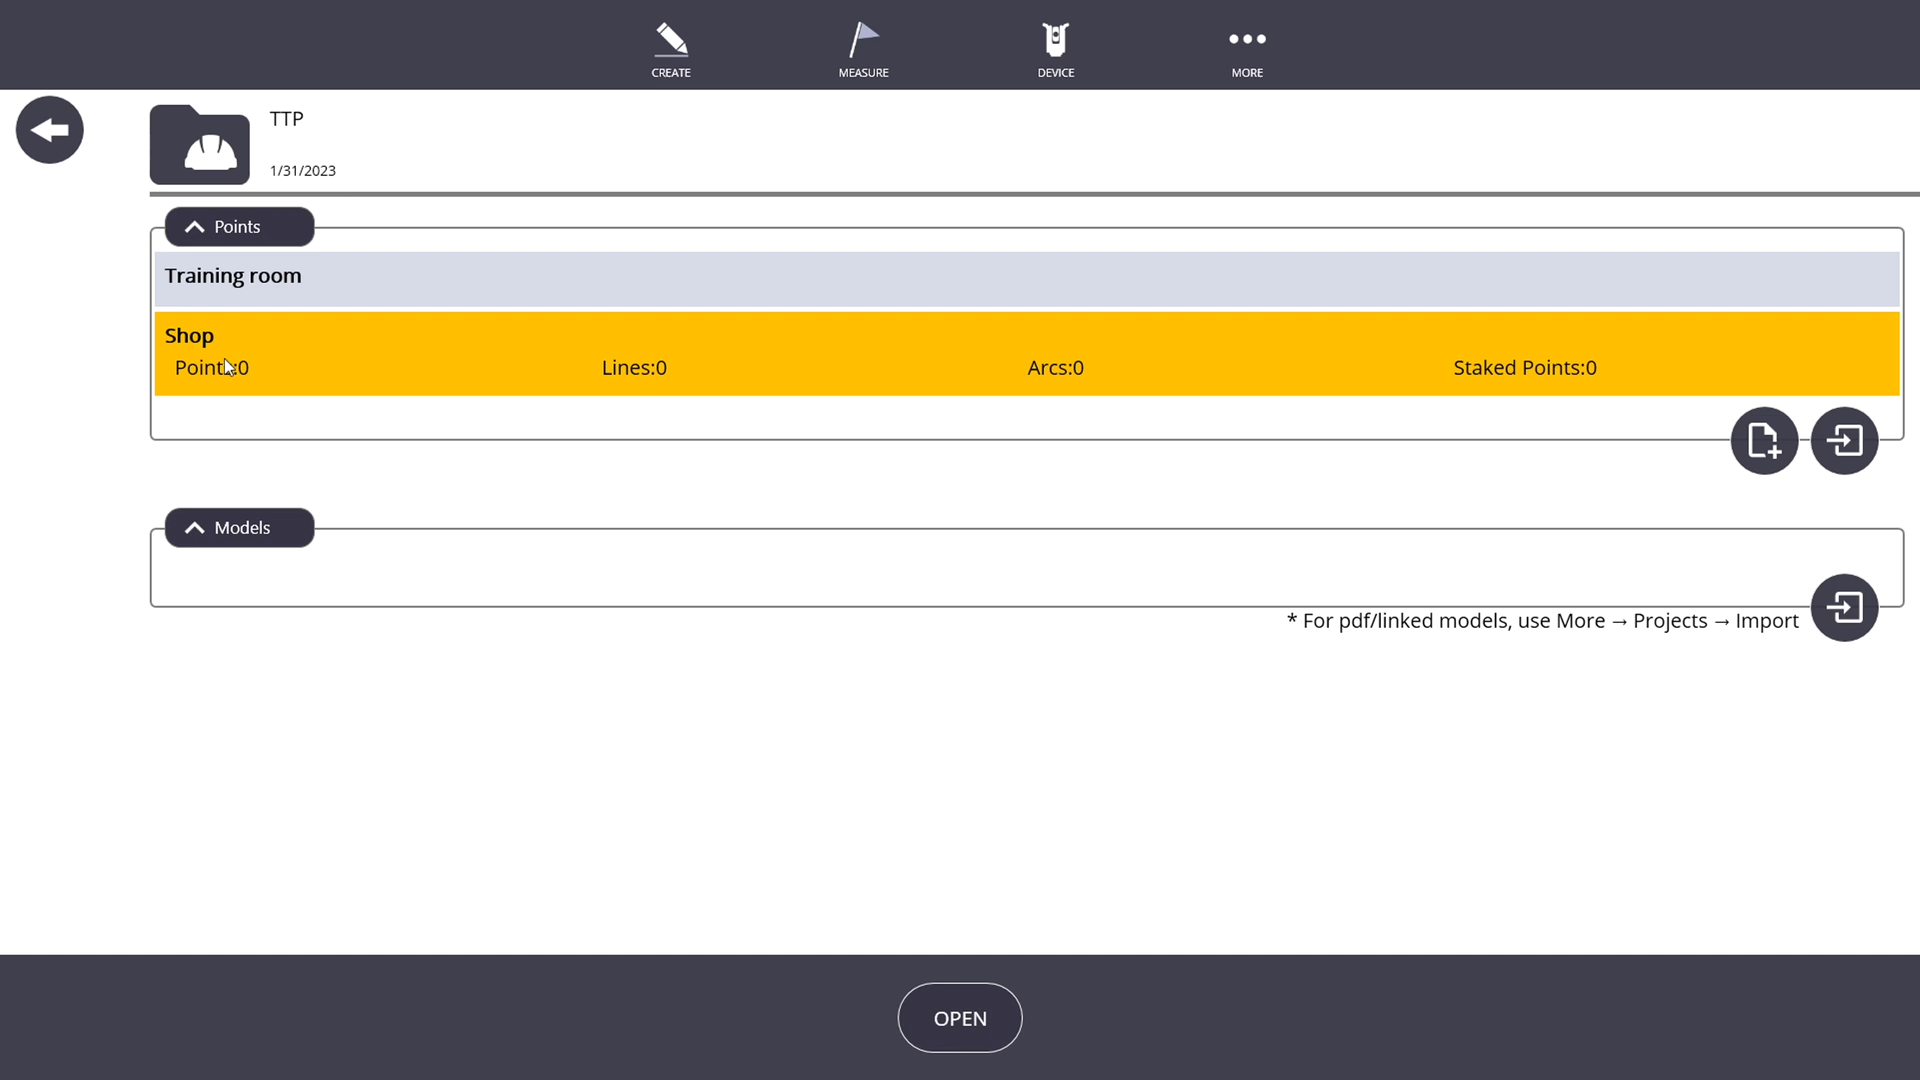 CREATE
MEASURE
DEVICE
MORE
TTP
1/31/2023
Points
Training room
Shop
Points:0
Lines:0
Arcs:0
Staked Points:0
Models
* For pdf/linked models, use More → Projects → Import
OPEN